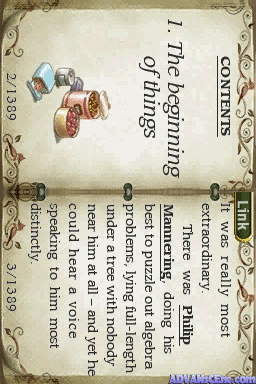 CONTENTS
1. The beginning
of things
2/1389
Link
It was really most
extraordinary.
There was Philip
Mannering, doing his
best to puzzle out algebra
problems, lying full-length
under a tree with nobody
near him at all – and yet he
could hear a voice
speaking to him most
distinctly.
3/1389
ADVANsCEne.com